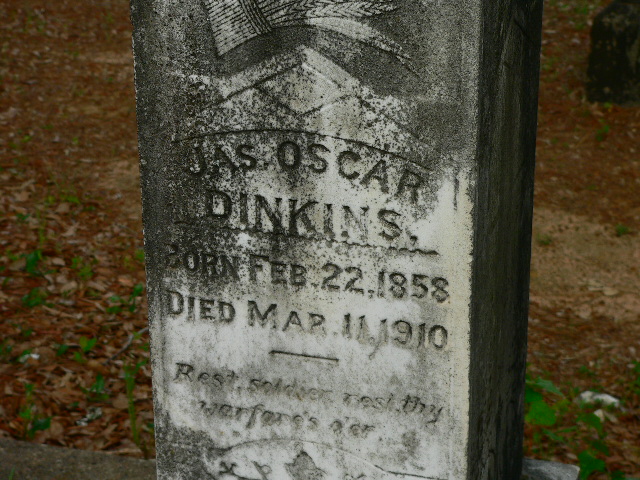 JAS. OSCAR
DINKINS,
BORN FEB. 22, 1858
DIED MAR. 11, 1910
Rest, soldier, rest, thy
warfare's o'er